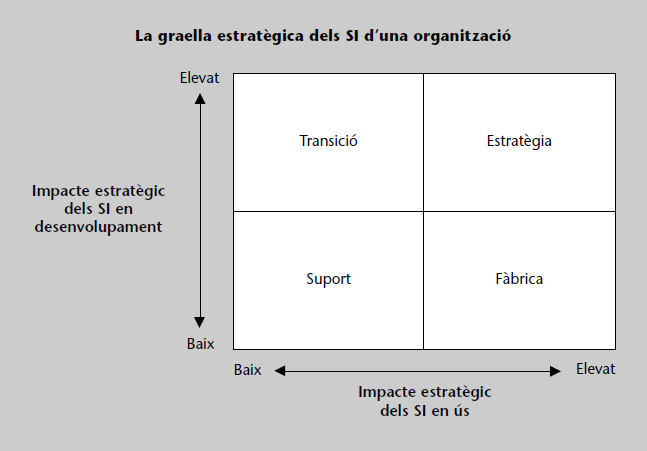 La graella estratègica dels SI d'una organització
Elevat
Transició
Estratègia
Impacte estratègic
dels SI en
desenvolupament
Suport
Fàbrica
Baix
Baix
Elevat
Impacte estratègic
dels SI en ús